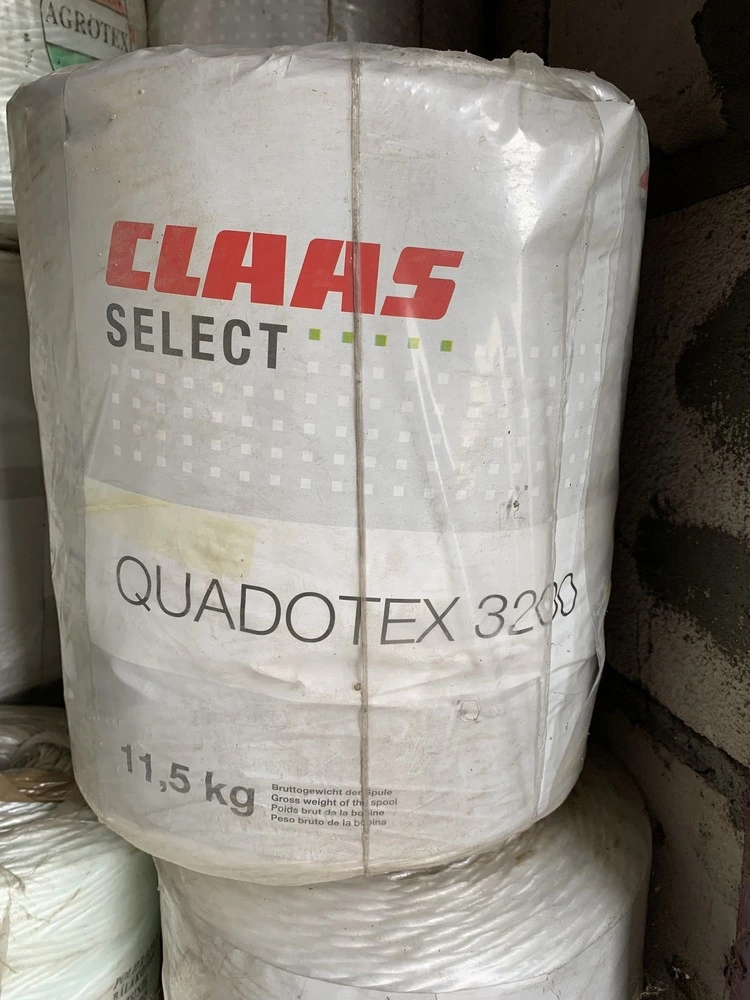 AGROTEX
CLAAS
SELECT
QUADOTEX 3200
11,5 kg
Bruttogewicht der Spule
Gross weight of the spool
Poids brut de la bobine
Peso bruto de la bobina